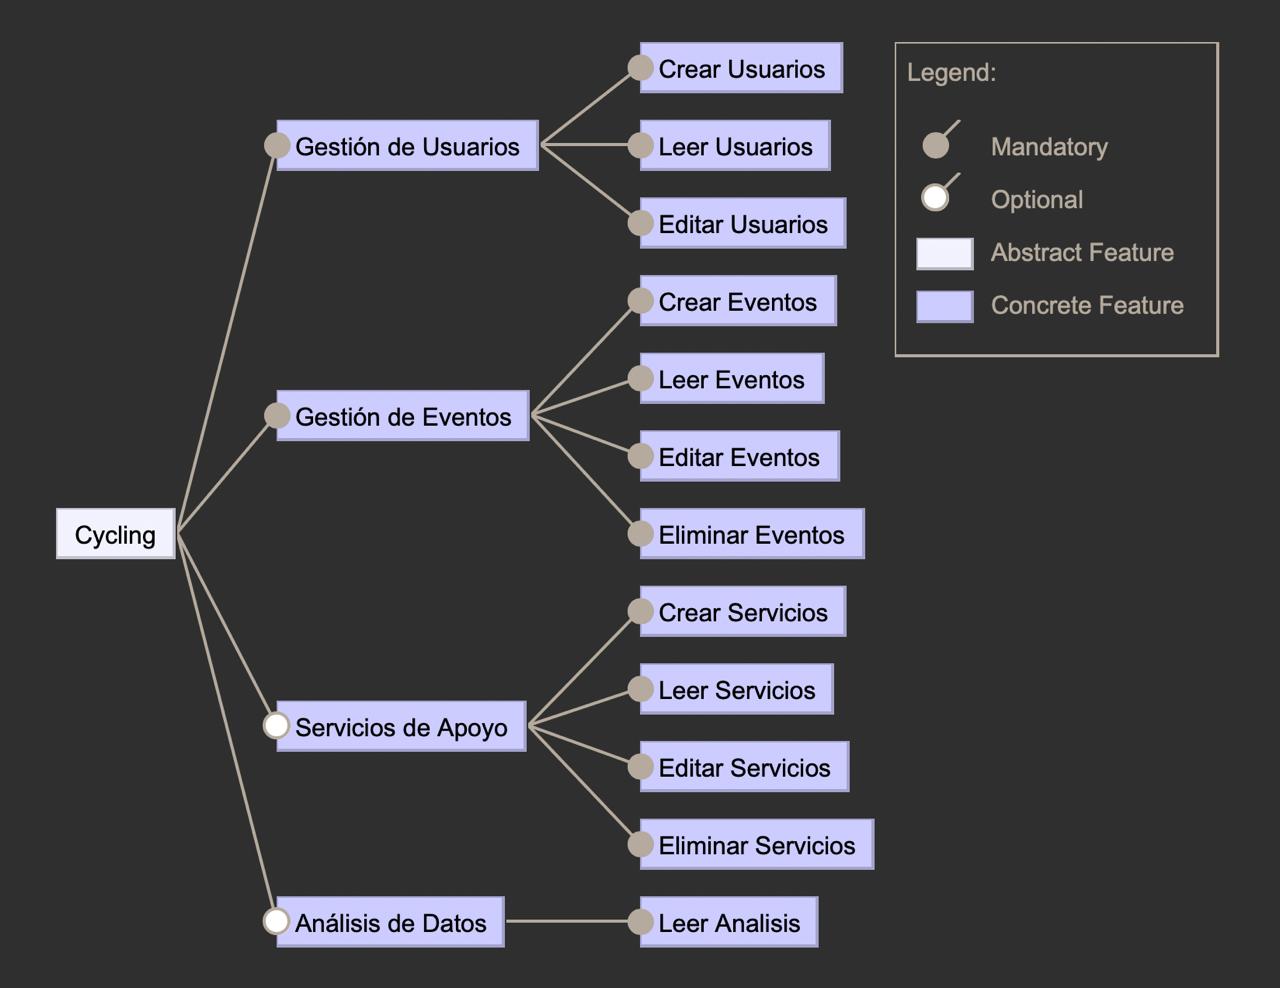 Crear Usuarios
Gestión de Usuarios
Leer Usuarios
Editar Usuarios
Crear Eventos
Leer Eventos
Gestión de Eventos
Editar Eventos
Eliminar Eventos
Cycling
Crear Servicios
Leer Servicios
Servicios de Apoyo
Editar Servicios
Eliminar Servicios
Análisis de Datos
Leer Analisis
Legend:
Mandatory
Optional
Abstract Feature
Concrete Feature